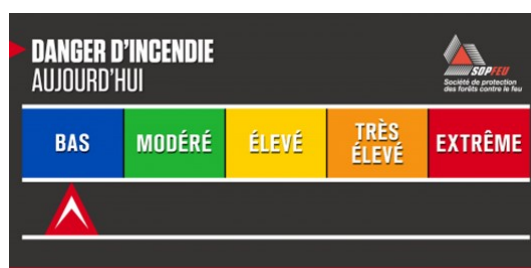 DANGER D'INCENDIE
AUJOURD'HUI
SOPFEU
Société de protection
des forêts contre le feu
BAS
MODÉRÉ
ÉLEVÉ
TRÈS
ÉLEVÉ
EXTRÊME